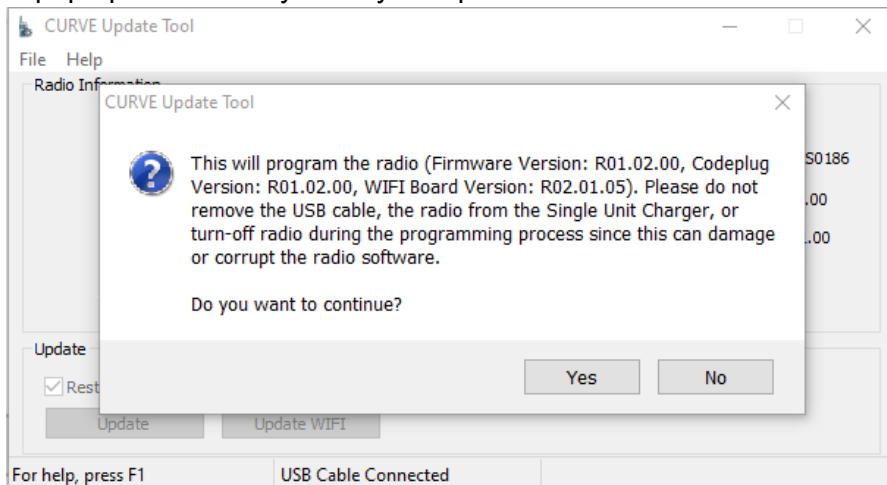 CURVE Update Tool
File Help
Radio Information
CURVE Update Tool
This will program the radio (Firmware Version: R01.02.00, Codeplug
Version: R01.02.00, WIFI Board Version: R02.01.05). Please do not
remove the USB cable, the radio from the Single Unit Charger, or
turn-off radio during the programming process since this can damage
or corrupt the radio software.
Do you want to continue?
Yes No
S0186
.00
.00
Update
Rest
Update Update WIFI
For help, press F1 USB Cable Connected